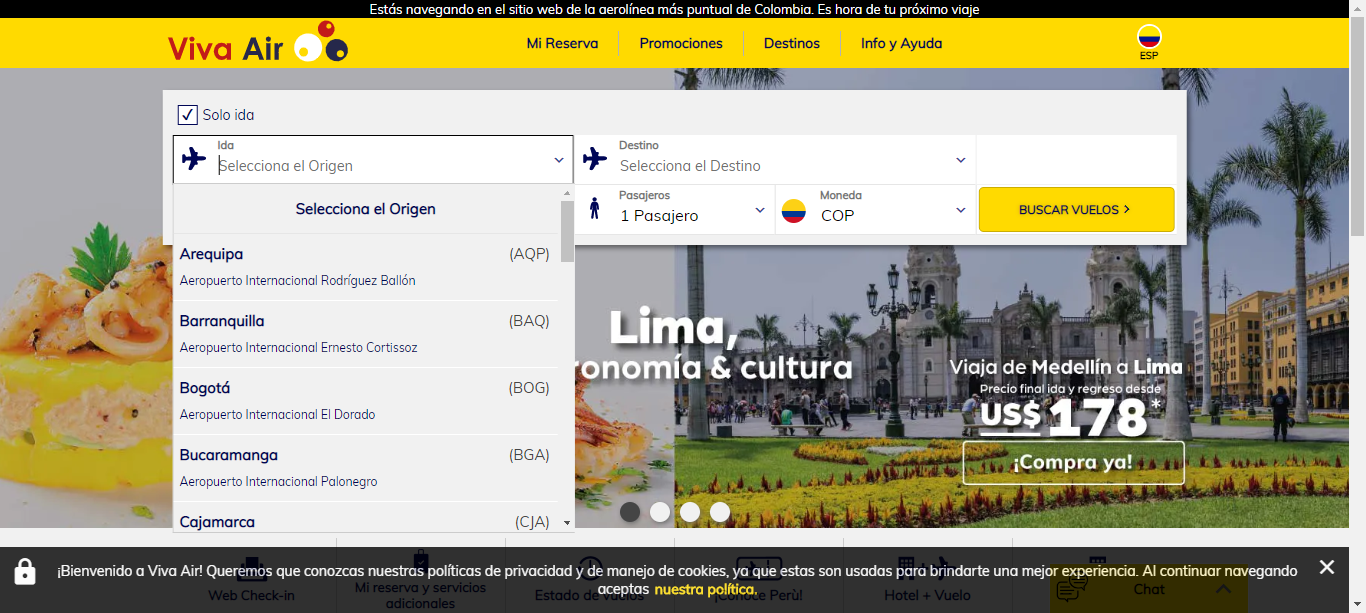 Estás navegando en el sitio web de la aerolínea más puntual de Colombia. Es hora de tu próximo viaje
Viva Air
Mi Reserva
Promociones
Destinos
Info y Ayuda
ESP
Solo ida
Ida
Selecciona el Origen
Destino
Selecciona el Destino
Pasajeros
1 Pasajero
Moneda
COP
BUSCAR VUELOS
Selecciona el Origen
Arequipa (AQP)
Aeropuerto Internacional Rodríguez Ballón
Barranquilla (BAQ)
Aeropuerto Internacional Ernesto Cortissoz
Bogotá (BOG)
Aeropuerto Internacional El Dorado
Bucaramanga (BGA)
Aeropuerto Internacional Palonegro
Cajamarca (CJA)
Lima,
ronomía & cultura
Viaja de Medellín a Lima
Precio final ida y regreso desde
US$ 178*
¡Compra ya!
¡Bienvenido a Viva Air! Queremos que conozcas nuestras políticas de privacidad y de manejo de cookies, ya que estas son usadas para brindarte una mejor experiencia. Al continuar navegando
aceptas nuestra política.
Web Check-in
Mi reserva y servicios
adicionales
Estado de vuelos
¡Conoce Perù!
Hotel + Vuelo
Chat